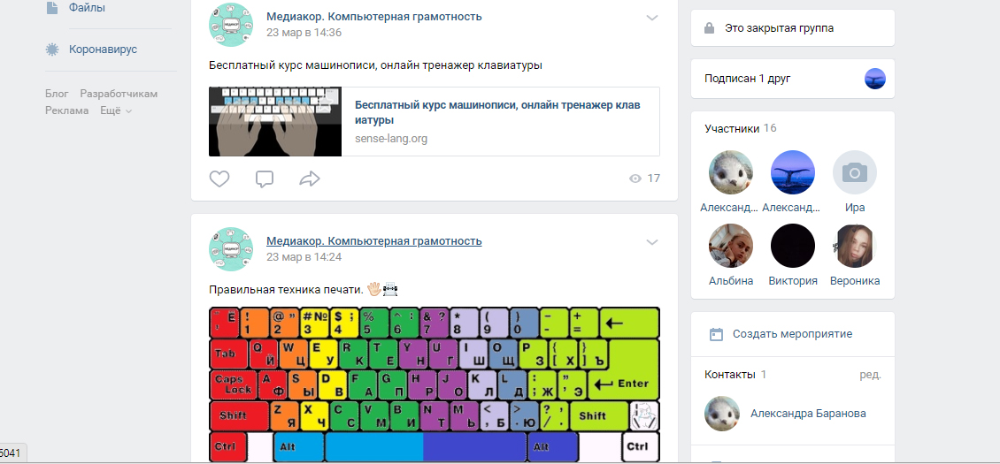 Файлы
Коронавирус
Блог Разработчикам
Реклама Ещё
Медиакор. Компьютерная грамотность
23 мар в 14:36
Бесплатный курс машинописи, онлайн тренажер клавиатуры
Бесплатный курс машинописи, онлайн тренажер клав
иатуры
sense-lang.org
17
Медиакор. Компьютерная грамотность
23 мар в 14:24
Правильная техника печати. 🖐🏻📠
Ё ! 1 @ " 2 # № 3 $ ; 4 % 5 ^ : 6 & ? 7 * 8 ( 9 ) 0 - - + = ←
Tab Q Й W Ц E У R К T Е Y Н U Г I Ш O Щ P З { [ Х } ] Ъ
Caps Lock A Ф S Ы D В F А G П H Р J О K Л L Д : ; Ж " ' Э ← Enter
Shift Z Я X Ч C С V М B И N Т M Ь < , Б > . Ю ? / , . Shift
Ctrl Alt Alt Ctrl
Это закрытая группа
Подписан 1 друг
Участники 16
Александ... Александ... Ира
Альбина Виктория Вероника
Создать мероприятие
Контакты 1 ред.
Александра Баранова
5041